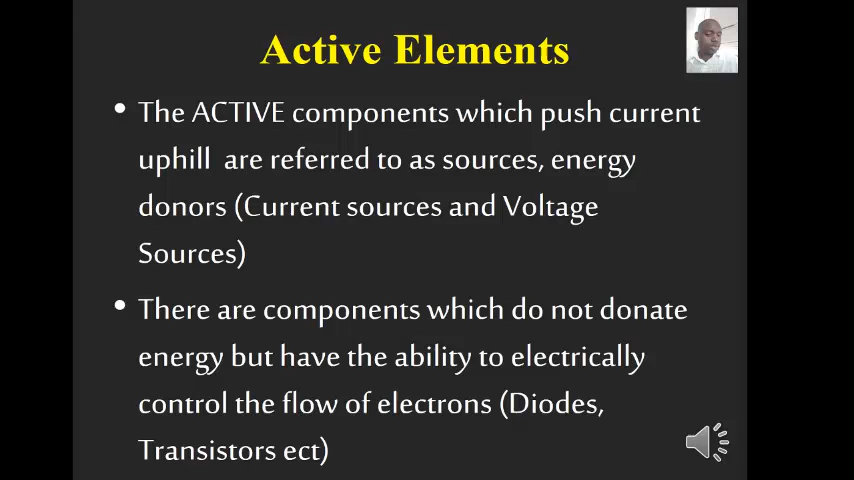 Active Elements
• The ACTIVE components which push current
uphill are referred to as sources, energy
donors (Current sources and Voltage
Sources)
• There are components which do not donate
energy but have the ability to electrically
control the flow of electrons (Diodes,
Transistors ect)